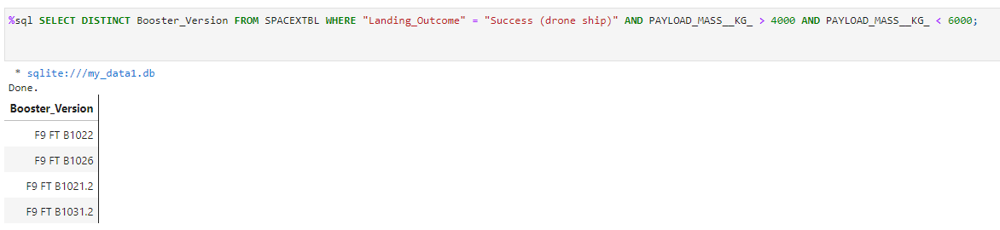 %sql SELECT DISTINCT Booster_Version FROM SPACEXTBL WHERE "Landing_Outcome" = "Success (drone ship)" AND PAYLOAD_MASS__KG_ > 4000 AND PAYLOAD_MASS__KG_ < 6000;
* sqlite:///my_data1.db
Done.
Booster_Version
F9 FT B1022
F9 FT B1026
F9 FT B1021.2
F9 FT B1031.2